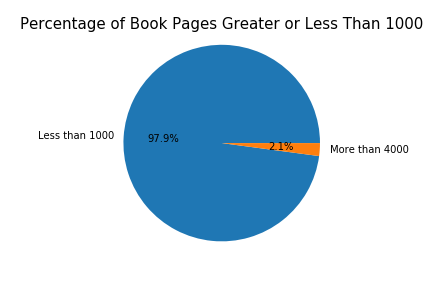 Percentage of Book Pages Greater or Less Than 1000
Less than 1000
97.9%
2.1%
More than 4000